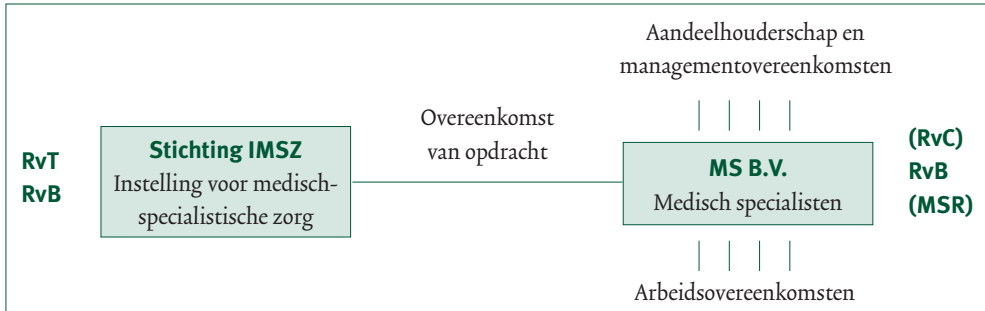 Aandeelhouderschap en
managementovereenkomsten
Overeenkomst
van opdracht
RvT
RvB
Stichting IMSZ
Instelling voor medisch-
specialistische zorg
MS B.V.
Medisch specialisten
(RvC)
RvB
(MSR)
Arbeidsovereenkomsten